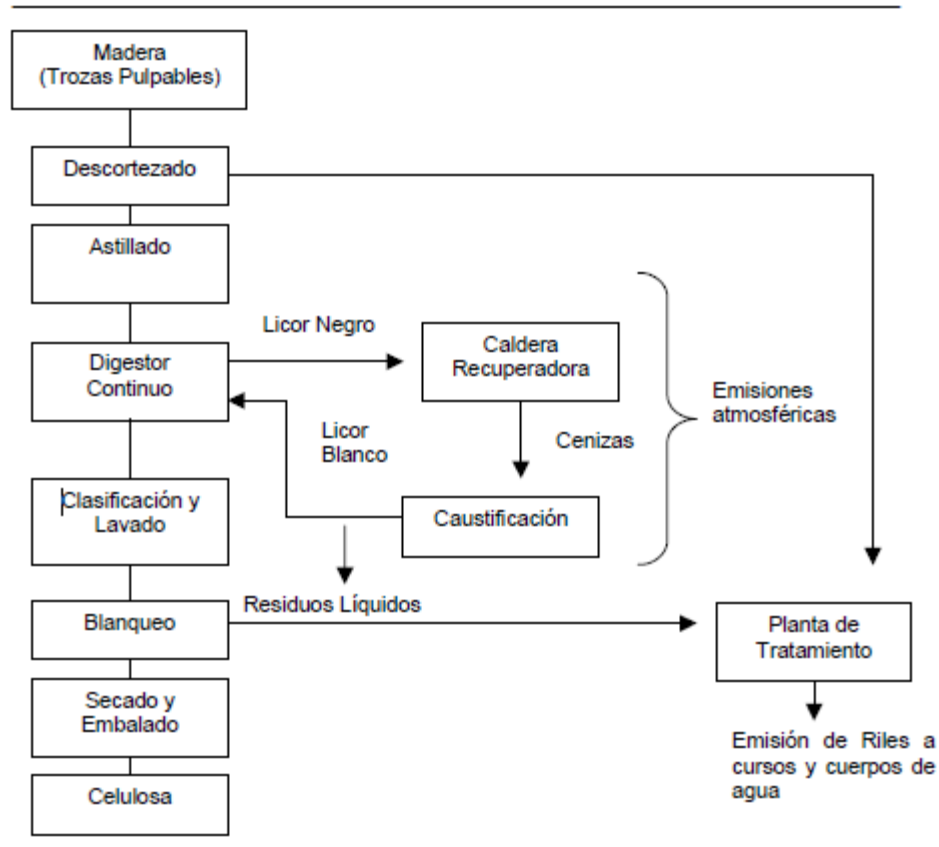 Madera
(Trozas Pulpables)
Descortezado
Astillado
Licor Negro
Digestor
Continuo
Caldera
Recuperadora
Emisiones
atmosféricas
Licor
Blanco
Cenizas
Clasificación y
Lavado
Caustificación
Residuos Líquidos
Blanqueo
Planta de
Tratamiento
Secado y
Embalado
Emisión de Riles a
cursos y cuerpos de
agua
Celulosa